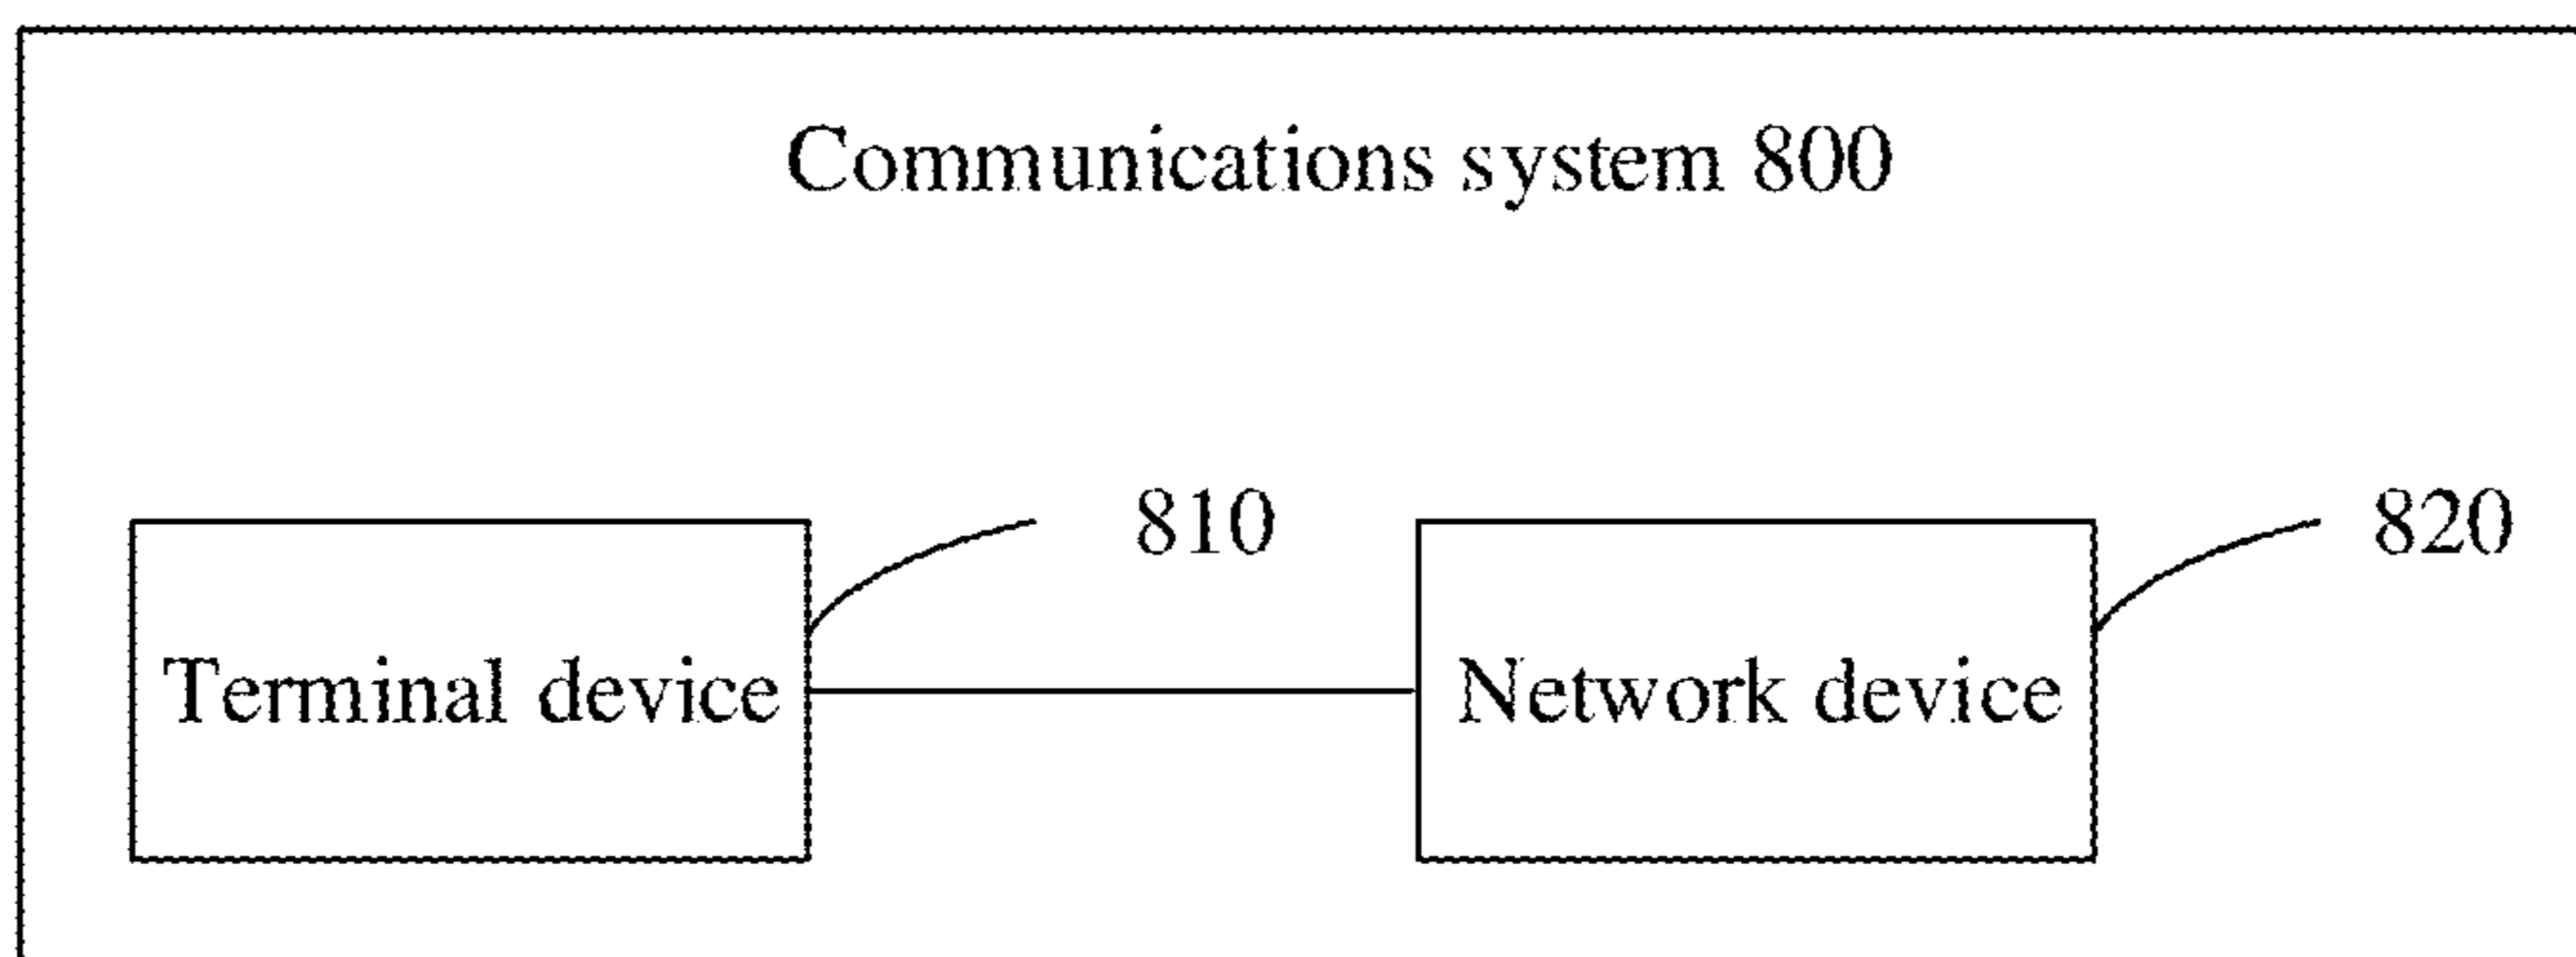 Communications system 800
810
820
Terminal device
Network device